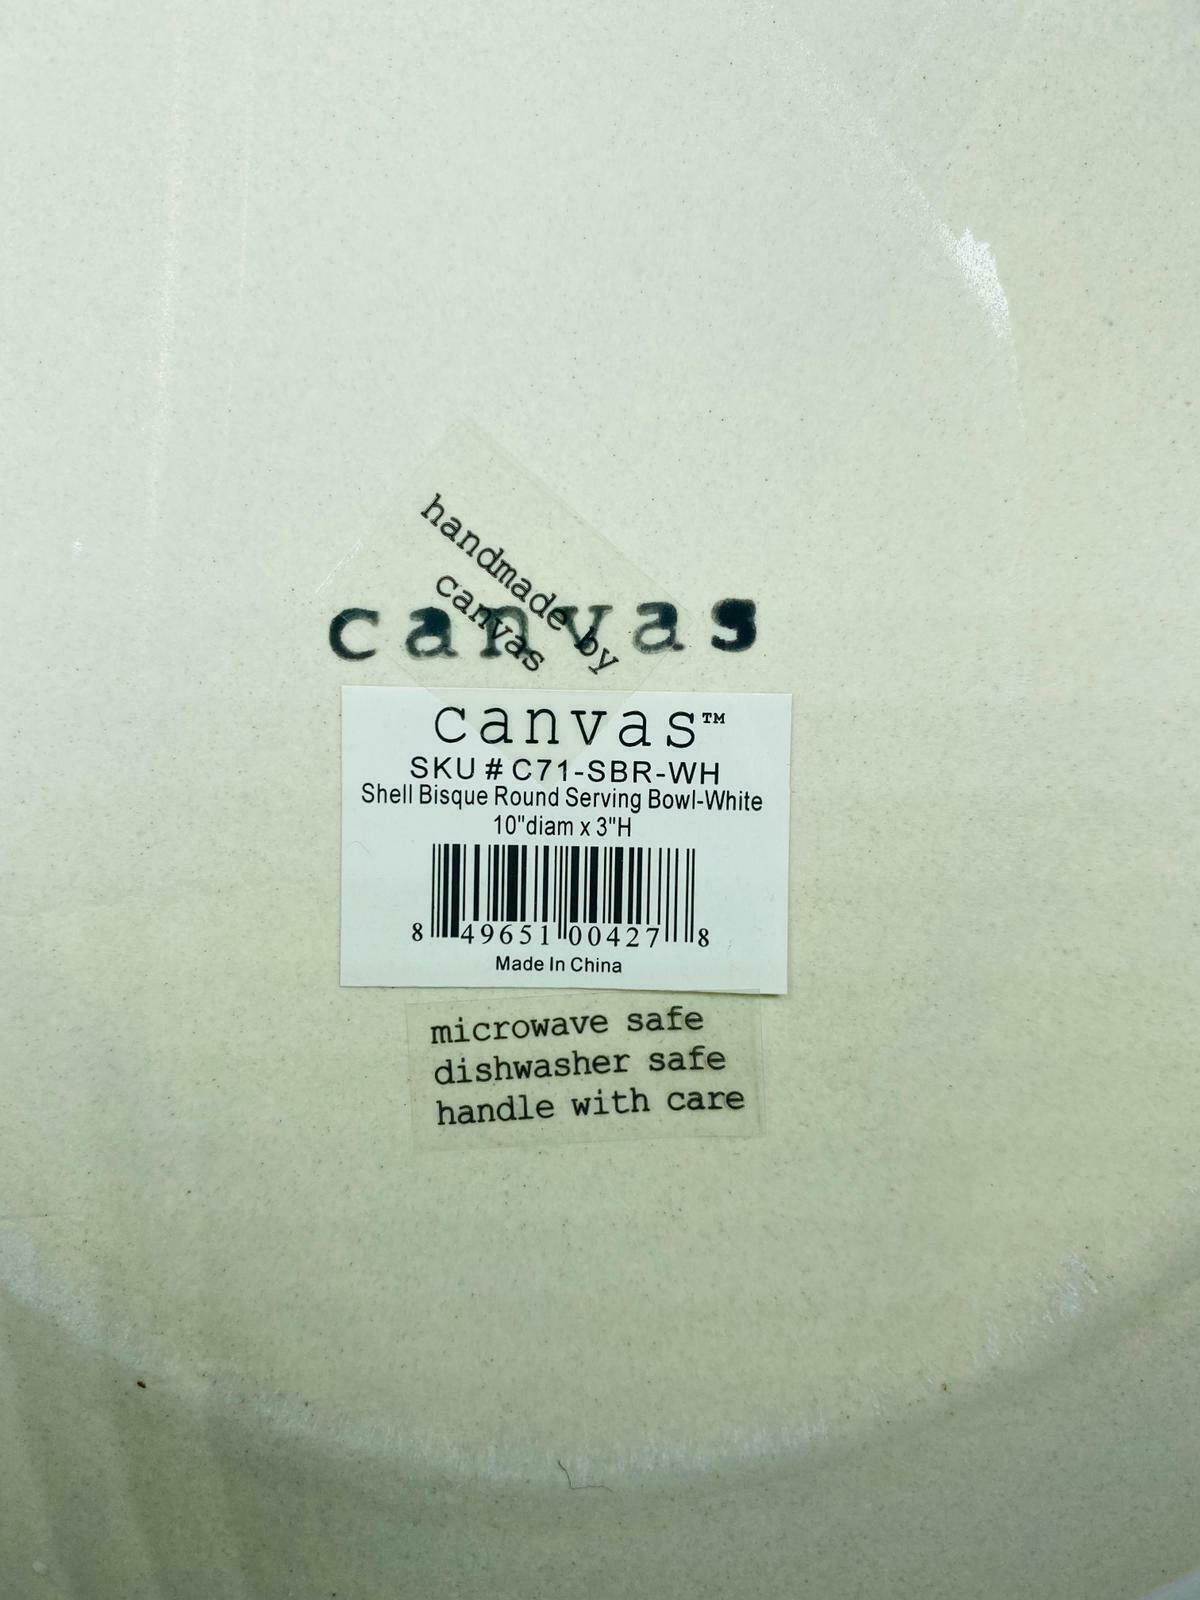 handmade by
canvas
canvas
canvas™
SKU # C71-SBR-WH
Shell Bisque Round Serving Bowl-White
10"diam x 3"H
8 49651 00427 8
Made In China
microwave safe
dishwasher safe
handle with care